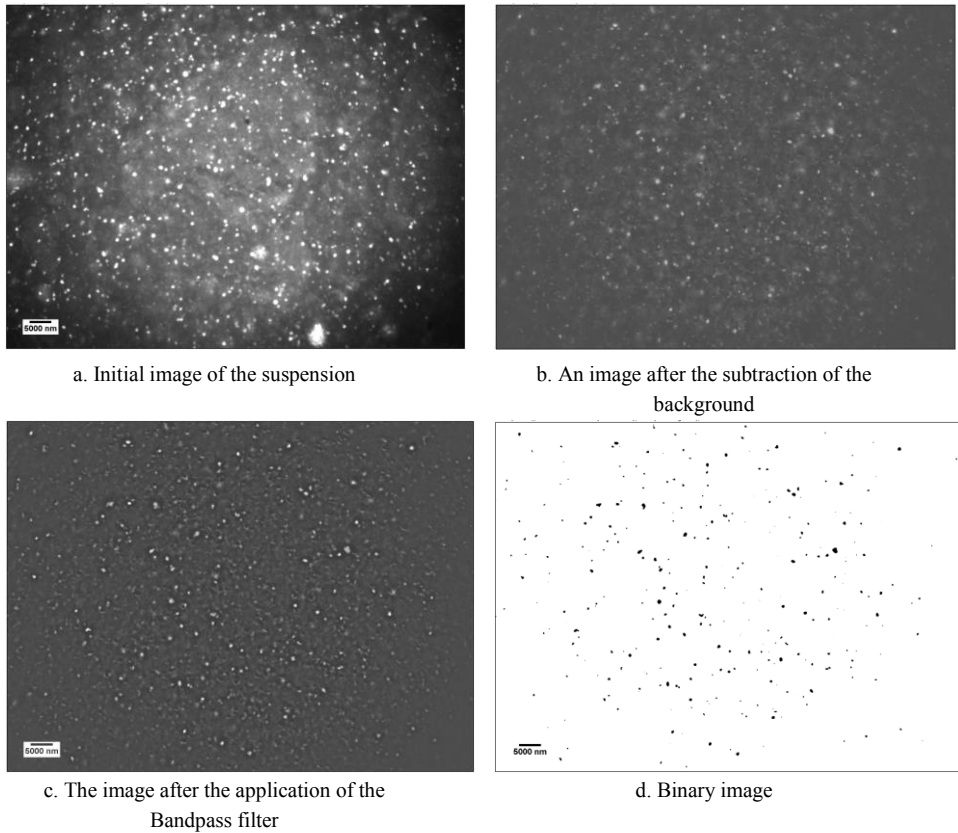 5000 nm
a. Initial image of the suspension
b. An image after the subtraction of the
background
5000 nm
c. The image after the application of the
Bandpass filter
5000 nm
d. Binary image